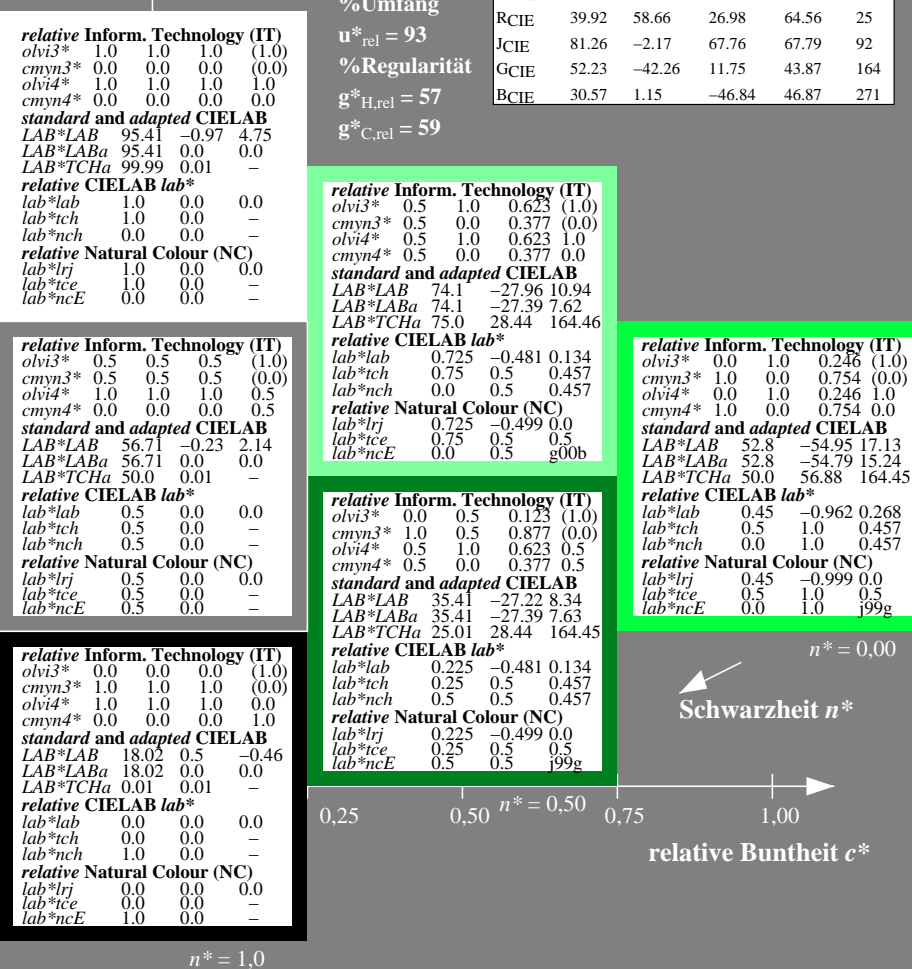 %Umfang
u*rel = 93
%Regularität
g*H,rel = 57
g*C,rel = 59
RCIE 39.92 58.66 26.98 64.56 25
JCIE 81.26 −2.17 67.76 67.79 92
GCIE 52.23 −42.26 11.75 43.87 164
BCIE 30.57 1.15 −46.84 46.87 271
relative Inform. Technology (IT)
olvi3* 1.0 1.0 1.0 (1.0)
cmyn3* 0.0 0.0 0.0 (0.0)
olvi4* 1.0 1.0 1.0 1.0
cmyn4* 0.0 0.0 0.0 0.0
standard and adapted CIELAB
LAB*LAB 95.41 −0.97 4.75
LAB*LABa 95.41 0.0 0.0
LAB*TCHa 99.99 0.01 –
relative CIELAB lab*
lab*lab 1.0 0.0 0.0
lab*tch 1.0 0.0 –
lab*nch 0.0 0.0 –
relative Natural Colour (NC)
lab*lrj 1.0 0.0 0.0
lab*tce 1.0 0.0 –
lab*ncE 0.0 0.0 –
relative Inform. Technology (IT)
olvi3* 0.5 1.0 0.623 (1.0)
cmyn3* 0.5 0.0 0.377 (0.0)
olvi4* 0.5 1.0 0.623 1.0
cmyn4* 0.5 0.0 0.377 0.0
standard and adapted CIELAB
LAB*LAB 74.1 −27.96 10.94
LAB*LABa 74.1 −27.39 7.62
LAB*TCHa 75.0 28.44 164.46
relative CIELAB lab*
lab*lab 0.725 −0.481 0.134
lab*tch 0.75 0.5 0.457
lab*nch 0.0 0.5 0.457
relative Natural Colour (NC)
lab*lrj 0.725 −0.499 0.0
lab*tce 0.75 0.5 0.5
lab*ncE 0.0 0.5 g00b
relative Inform. Technology (IT)
olvi3* 0.5 0.5 0.5 (1.0)
cmyn3* 0.5 0.5 0.5 (0.0)
olvi4* 1.0 1.0 1.0 0.5
cmyn4* 0.0 0.0 0.0 0.5
standard and adapted CIELAB
LAB*LAB 56.71 −0.23 2.14
LAB*LABa 56.71 0.0 0.0
LAB*TCHa 50.0 0.01 –
relative CIELAB lab*
lab*lab 0.5 0.0 0.0
lab*tch 0.5 0.0 –
lab*nch 0.5 0.0 –
relative Natural Colour (NC)
lab*lrj 0.5 0.0 0.0
lab*tce 0.5 0.0 –
lab*ncE 0.5 0.0 –
relative Inform. Technology (IT)
olvi3* 0.0 1.0 0.246 (1.0)
cmyn3* 1.0 0.0 0.754 (0.0)
olvi4* 0.0 1.0 0.246 1.0
cmyn4* 1.0 0.0 0.754 0.0
standard and adapted CIELAB
LAB*LAB 52.8 −54.95 17.13
LAB*LABa 52.8 −54.79 15.24
LAB*TCHa 50.0 56.88 164.45
relative CIELAB lab*
lab*lab 0.45 −0.962 0.268
lab*tch 0.5 1.0 0.457
lab*nch 0.0 1.0 0.457
relative Natural Colour (NC)
lab*lrj 0.45 −0.999 0.0
lab*tce 0.5 1.0 0.5
lab*ncE 0.0 1.0 j99g
relative Inform. Technology (IT)
olvi3* 0.0 0.5 0.123 (1.0)
cmyn3* 1.0 0.5 0.877 (0.0)
olvi4* 0.5 1.0 0.623 0.5
cmyn4* 0.5 0.0 0.377 0.5
standard and adapted CIELAB
LAB*LAB 35.41 −27.22 8.34
LAB*LABa 35.41 −27.39 7.63
LAB*TCHa 25.01 28.44 164.45
relative CIELAB lab*
lab*lab 0.225 −0.481 0.134
lab*tch 0.25 0.5 0.457
lab*nch 0.5 0.5 0.457
relative Natural Colour (NC)
lab*lrj 0.225 −0.499 0.0
lab*tce 0.25 0.5 0.5
lab*ncE 0.5 0.5 j99g
relative Inform. Technology (IT)
olvi3* 0.0 0.0 0.0 (1.0)
cmyn3* 1.0 1.0 1.0 (0.0)
olvi4* 1.0 1.0 1.0 0.0
cmyn4* 0.0 0.0 0.0 1.0
standard and adapted CIELAB
LAB*LAB 18.02 0.5 −0.46
LAB*LABa 18.02 0.0 0.0
LAB*TCHa 0.01 0.01 –
relative CIELAB lab*
lab*lab 0.0 0.0 0.0
lab*tch 0.0 0.0 –
lab*nch 1.0 0.0 –
relative Natural Colour (NC)
lab*lrj 0.0 0.0 0.0
lab*tce 0.0 0.0 –
lab*ncE 1.0 0.0 –
n* = 0,00
Schwarzheit n*
n* = 0,50
0,25 0,50 0,75 1,00
relative Buntheit c*
n* = 1,0